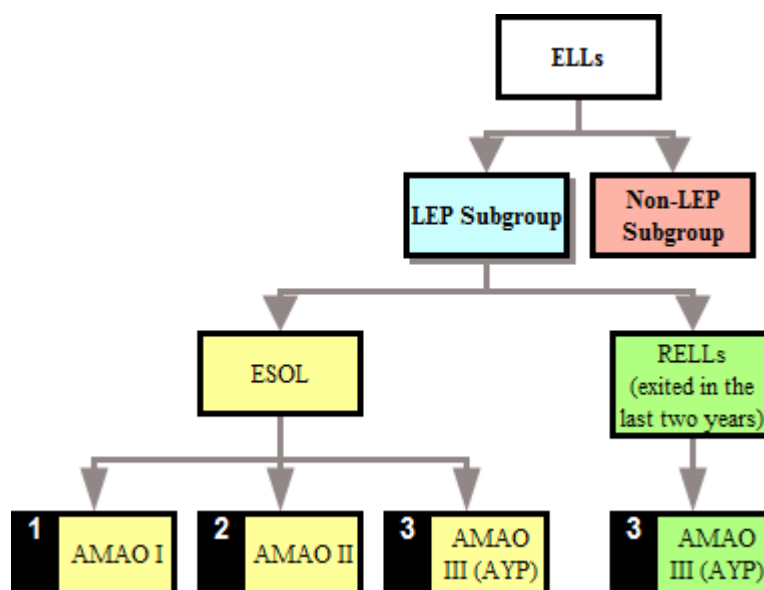 ELLs
LEP Subgroup
Non-LEP
Subgroup
ESOL
RELLs
(exited in the
last two years)
1
AMAO I
2
AMAO II
3
AMAO
III (AYP)
3
AMAO
III (AYP)